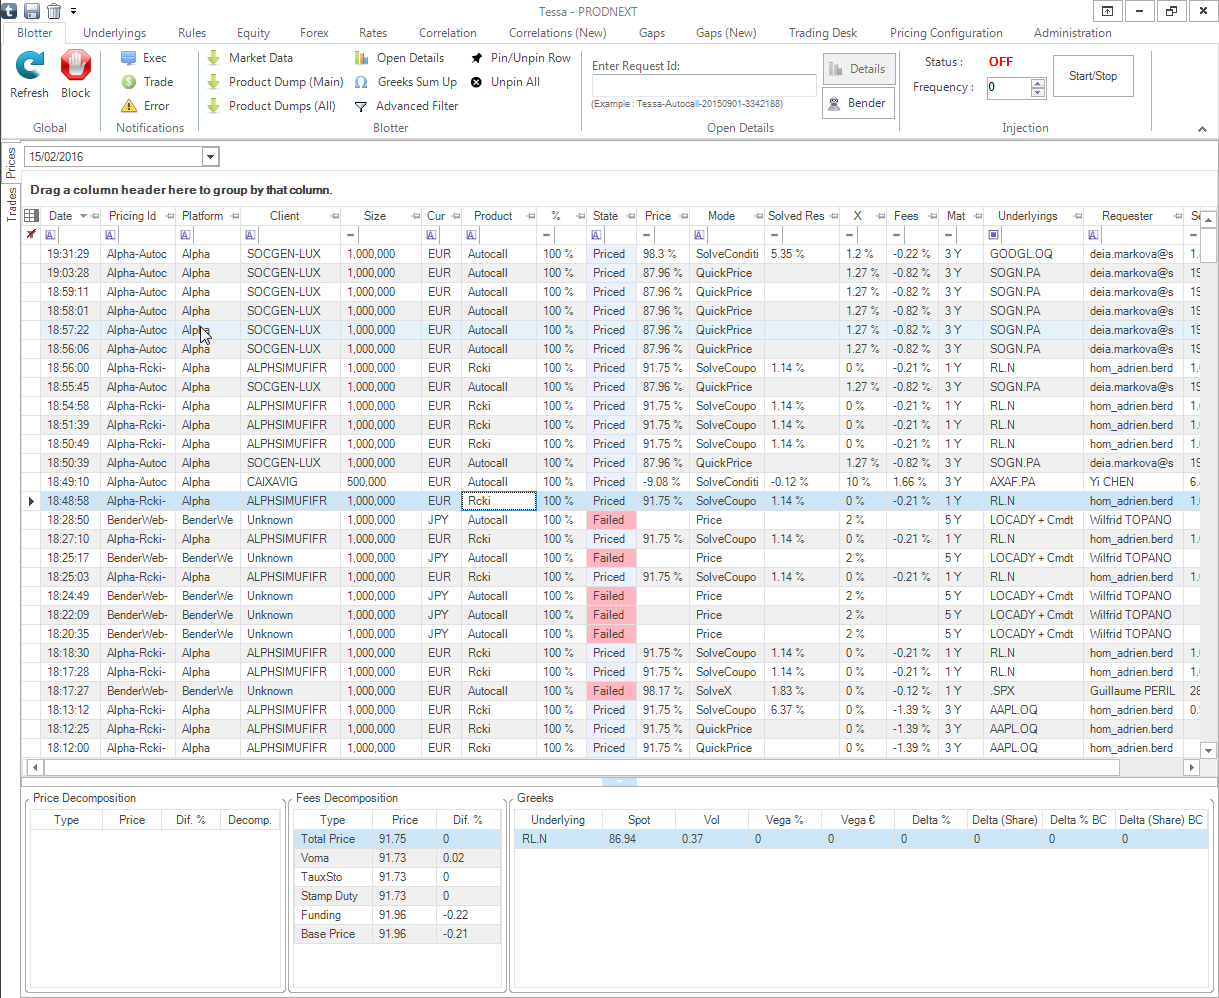 Tessa - PRODNEXT
Blotter Underlyings Rules Equity Forex Rates Correlation Correlations (New) Gaps Gaps (New) Trading Desk Pricing Configuration Administration
Refresh Block
Global
Exec
Trade
Error
Notifications
Market Data Open Details Pin/Unpin Row
Product Dump (Main) Greeks Sum Up Unpin All
Product Dumps (All) Advanced Filter
Blotter
Enter Request Id:
(Example : Tessa-Autocall-20150901-3342188)
Details
Bender
Open Details
Status : OFF
Frequency : 0
Start/Stop
Injection
Prices
Trades
15/02/2016
Drag a column header here to group by that column.
Date Pricing Id Platform Client Size Cur Product % State Price Mode Solved Res X Fees Mat Underlyings Requester
19:31:29 Alpha-Autoc Alpha SOCGEN-LUX 1,000,000 EUR Autocall 100 % Priced 98.3 % SolveConditi 5.35 % 1.2 % -0.22 % 3 Y GOOGL.OQ deia.markova@s 1.
19:03:28 Alpha-Autoc Alpha SOCGEN-LUX 1,000,000 EUR Autocall 100 % Priced 87.96 % QuickPrice 1.27 % -0.82 % 3 Y SOGN.PA deia.markova@s 19
18:59:11 Alpha-Autoc Alpha SOCGEN-LUX 1,000,000 EUR Autocall 100 % Priced 87.96 % QuickPrice 1.27 % -0.82 % 3 Y SOGN.PA deia.markova@s 19
18:58:01 Alpha-Autoc Alpha SOCGEN-LUX 1,000,000 EUR Autocall 100 % Priced 87.96 % QuickPrice 1.27 % -0.82 % 3 Y SOGN.PA deia.markova@s 19
18:57:22 Alpha-Autoc Alpha SOCGEN-LUX 1,000,000 EUR Autocall 100 % Priced 87.96 % QuickPrice 1.27 % -0.82 % 3 Y SOGN.PA deia.markova@s 19
18:56:06 Alpha-Autoc Alpha SOCGEN-LUX 1,000,000 EUR Autocall 100 % Priced 87.96 % QuickPrice 1.27 % -0.82 % 3 Y SOGN.PA deia.markova@s 19
18:56:00 Alpha-Rcki- Alpha ALPHSIMUFIFR 1,000,000 EUR Rcki 100 % Priced 91.75 % SolveCoupo 1.14 % 0 % -0.21 % 1 Y RL.N hom_adrien.berd 1.
18:55:45 Alpha-Autoc Alpha SOCGEN-LUX 1,000,000 EUR Autocall 100 % Priced 87.96 % QuickPrice 1.27 % -0.82 % 3 Y SOGN.PA deia.markova@s 19
18:54:58 Alpha-Rcki- Alpha ALPHSIMUFIFR 1,000,000 EUR Rcki 100 % Priced 91.75 % SolveCoupo 1.14 % 0 % -0.21 % 1 Y RL.N hom_adrien.berd 1.
18:51:39 Alpha-Rcki- Alpha ALPHSIMUFIFR 1,000,000 EUR Rcki 100 % Priced 91.75 % SolveCoupo 1.14 % 0 % -0.21 % 1 Y RL.N hom_adrien.berd 1.
18:50:49 Alpha-Rcki- Alpha ALPHSIMUFIFR 1,000,000 EUR Rcki 100 % Priced 91.75 % SolveCoupo 1.14 % 0 % -0.21 % 1 Y RL.N hom_adrien.berd 1.
18:50:39 Alpha-Autoc Alpha SOCGEN-LUX 1,000,000 EUR Autocall 100 % Priced 87.96 % QuickPrice 1.27 % -0.82 % 3 Y SOGN.PA deia.markova@s 19
18:49:10 Alpha-Autoc Alpha CAIXAVIG 500,000 EUR Autocall 100 % Priced -9.08 % SolveConditi -0.12 % 10 % 1.66 % 3 Y AXAF.PA Yi CHEN 6.
18:48:58 Alpha-Rcki- Alpha ALPHSIMUFIFR 1,000,000 EUR Rcki 100 % Priced 91.75 % SolveCoupo 1.14 % 0 % -0.21 % 1 Y RL.N hom_adrien.berd 1.
18:28:50 BenderWeb- BenderWe Unknown 1,000,000 JPY Autocall 100 % Failed Price 2 % 5 Y LOCADY + Cmdt Wilfrid TOPANO
18:27:10 Alpha-Rcki- Alpha ALPHSIMUFIFR 1,000,000 EUR Rcki 100 % Priced 91.75 % SolveCoupo 1.14 % 0 % -0.21 % 1 Y RL.N hom_adrien.berd 1.
18:25:17 BenderWeb- BenderWe Unknown 1,000,000 JPY Autocall 100 % Failed Price 2 % 5 Y LOCADY + Cmdt Wilfrid TOPANO
18:25:03 Alpha-Rcki- Alpha ALPHSIMUFIFR 1,000,000 EUR Rcki 100 % Priced 91.75 % SolveCoupo 1.14 % 0 % -0.21 % 1 Y RL.N hom_adrien.berd 1.
18:24:49 BenderWeb- BenderWe Unknown 1,000,000 JPY Autocall 100 % Failed Price 2 % 5 Y LOCADY + Cmdt Wilfrid TOPANO
18:22:09 BenderWeb- BenderWe Unknown 1,000,000 JPY Autocall 100 % Failed Price 2 % 5 Y LOCADY + Cmdt Wilfrid TOPANO
18:20:35 BenderWeb- BenderWe Unknown 1,000,000 JPY Autocall 100 % Failed Price 2 % 5 Y LOCADY + Cmdt Wilfrid TOPANO
18:18:30 Alpha-Rcki- Alpha ALPHSIMUFIFR 1,000,000 EUR Rcki 100 % Priced 91.75 % SolveCoupo 1.14 % 0 % -0.21 % 1 Y RL.N hom_adrien.berd 1.
18:17:28 Alpha-Rcki- Alpha ALPHSIMUFIFR 1,000,000 EUR Rcki 100 % Priced 91.75 % SolveCoupo 1.14 % 0 % -0.21 % 1 Y RL.N hom_adrien.berd 1.
18:17:27 BenderWeb- BenderWe Unknown 1,000,000 EUR Autocall 100 % Failed 98.17 % SolveX 1.83 % 0 % -0.12 % 1 Y .SPX Guillaume PERIL 28
18:13:12 Alpha-Rcki- Alpha ALPHSIMUFIFR 1,000,000 EUR Rcki 100 % Priced 91.75 % SolveCoupo 6.37 % 0 % -1.39 % 3 Y AAPL.OQ hom_adrien.berd 0.
18:12:25 Alpha-Rcki- Alpha ALPHSIMUFIFR 1,000,000 EUR Rcki 100 % Priced 91.75 % QuickPrice 0 % -1.39 % 3 Y AAPL.OQ hom_adrien.berd
18:12:00 Alpha-Rcki- Alpha ALPHSIMUFIFR 1,000,000 EUR Rcki 100 % Priced 91.75 % QuickPrice 0 % -1.39 % 3 Y AAPL.OQ hom_adrien.berd
Price Decomposition
Type Price Dif. % Decomp.
Fees Decomposition
Type Price Dif. %
Total Price 91.75 0
Voma 91.73 0.02
TauxSto 91.73 0
Stamp Duty 91.73 0
Funding 91.96 -0.22
Base Price 91.96 -0.21
Greeks
Underlying Spot Vol Vega % Vega € Delta % Delta (Share) Delta % BC Delta (Share) BC
RL.N 86.94 0.37 0 0 0 0 0 0